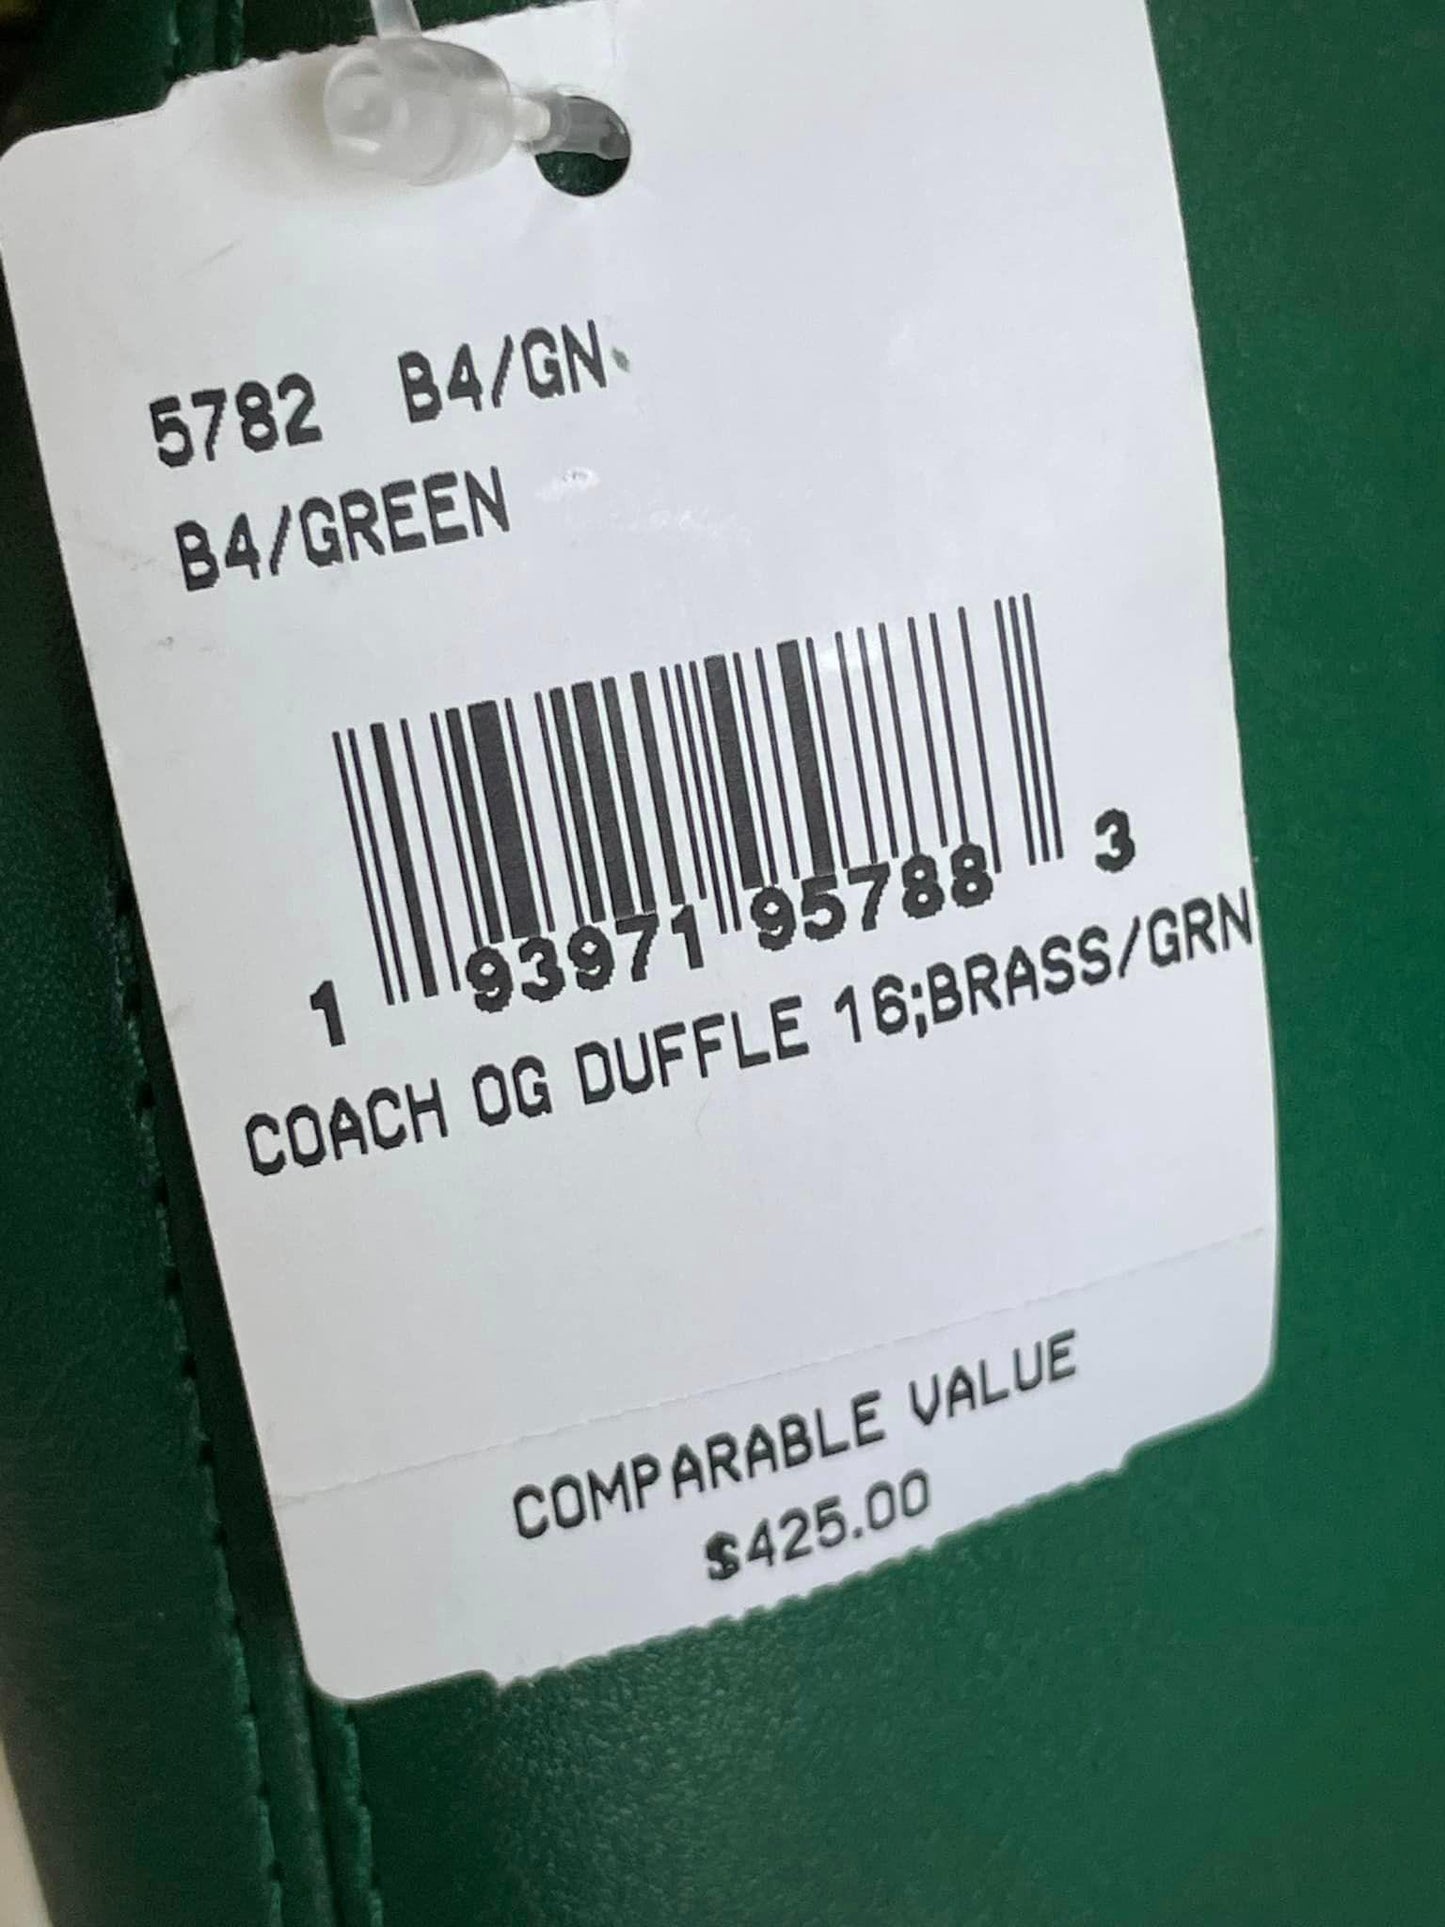 5782 B4/GN
B4/GREEN
1 93971 95788 3
COACH OG DUFFLE 16;BRASS/GRN
COMPARABLE VALUE
$425.00